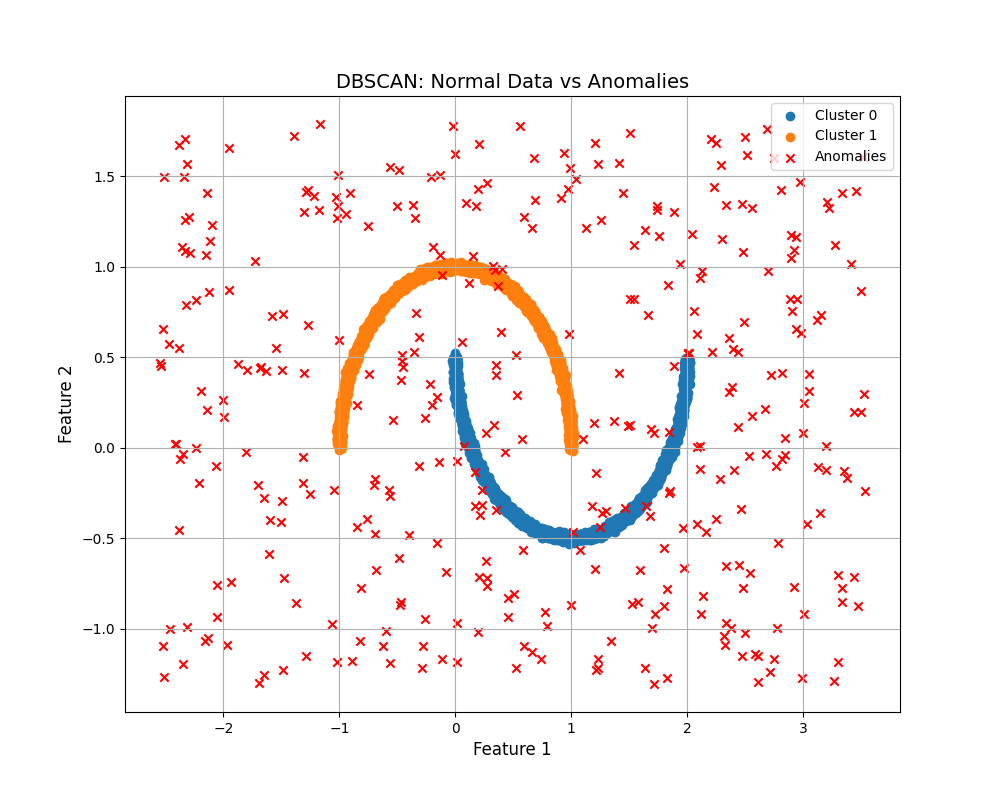 DBSCAN: Normal Data vs Anomalies
Cluster 0
Cluster 1
Anomalies
Feature 2
1.5
1.0
0.5
0.0
−0.5
−1.0
−2
−1
0
1
2
3
Feature 1